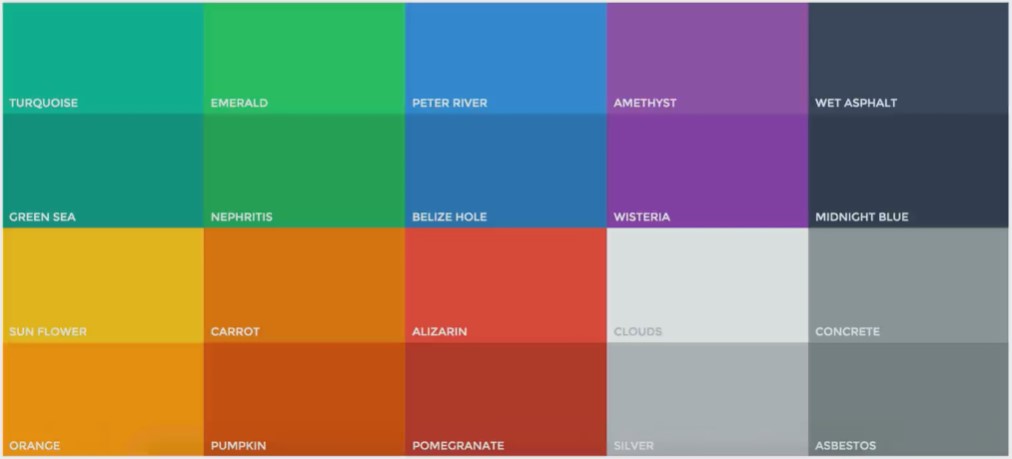 TURQUOISE
EMERALD
PETER RIVER
AMETHYST
WET ASPHALT
GREEN SEA
NEPHRITIS
BELIZE HOLE
WISTERIA
MIDNIGHT BLUE
SUN FLOWER
CARROT
ALIZARIN
CLOUDS
CONCRETE
ORANGE
PUMPKIN
POMEGRANATE
SILVER
ASBESTOS